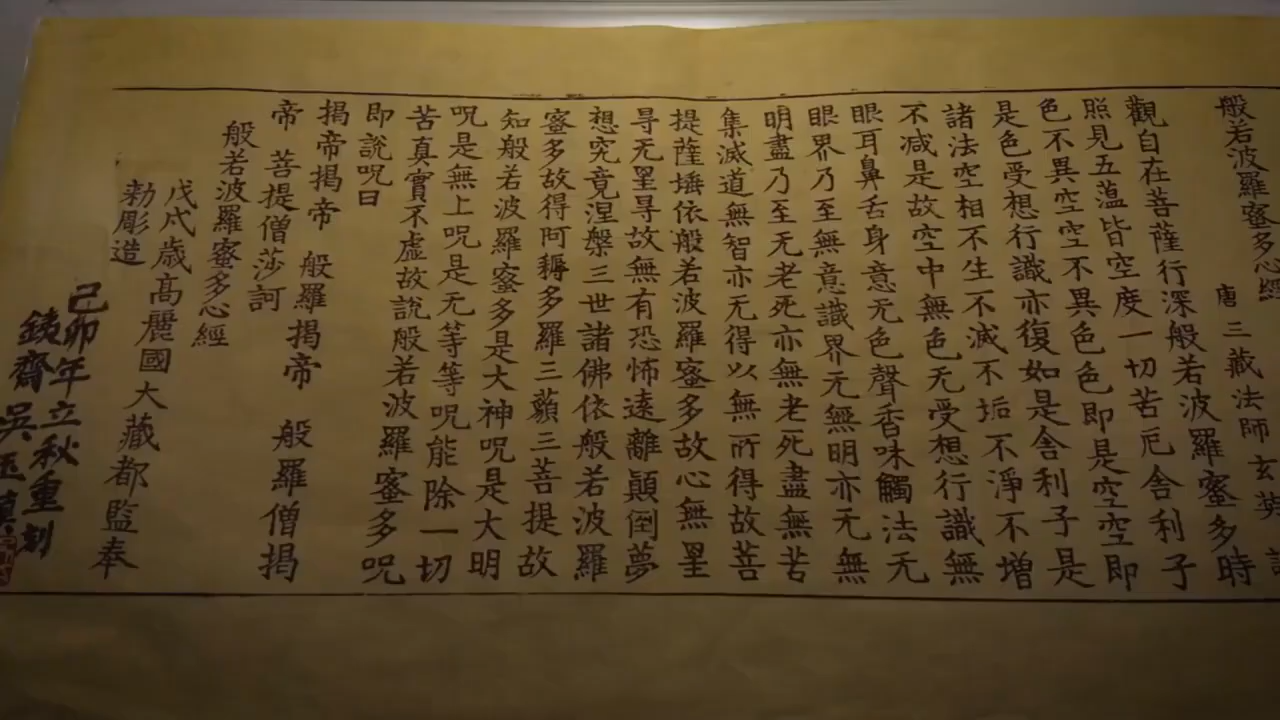 般若波羅蜜多心經
唐三藏法師玄奘
觀自在菩薩行深般若波羅蜜多時
照見五蕰皆空度一切苦厄舍利子
色不異空空不異色色即是空空即
是色受想行識亦復如是舍利子是
諸法空相不生不滅不垢不淨不增
不减是故空中無色无受想行識無
眼耳鼻舌身意无色聲香味觸法无
眼界乃至無意識界无無明亦无無
明盡乃至无老死亦無老死盡無苦
集滅道無智亦无得以無所得故菩
提薩埵依般若波羅蜜多故心無罣
㝵无罣㝵故無有恐怖遠離顛倒夢
想究竟涅槃三世諸佛依般若波羅
蜜多故得阿耨多羅三藐三菩提故
知般若波羅蜜多是大神呪是大明
呪是無上呪是无等等呪能除一切
苦真實不虛故說般若波羅蜜多呪
即說呪曰
揭帝揭帝 般羅揭帝 般羅僧揭
帝 菩提僧莎訶
般若波羅蜜多心經
戊戌歲高麗國大藏都監奉
勑彫造
己卯年立秋重刻
鐵齋 吳玉